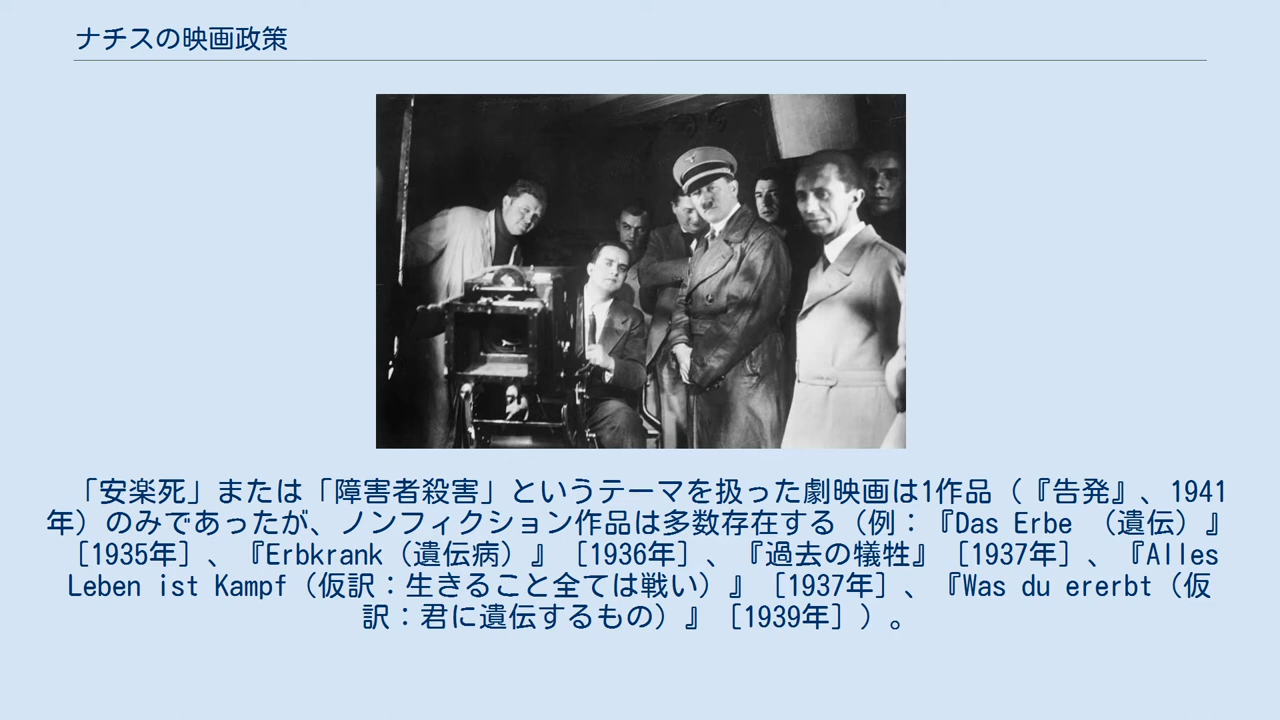 ナチスの映画政策
「安楽死」または「障害者殺害」というテーマを扱った劇映画は1作品（『告発』、1941
年）のみであったが、ノンフィクション作品は多数存在する（例：『Das Erbe （遺伝）』
［1935年］、『Erbkrank（遺伝病）』［1936年］、『過去の犠牲』［1937年］、『Alles
Leben ist Kampf（仮訳：生きること全ては戦い）』［1937年］、『Was du ererbt（仮
訳：君に遺伝するもの）』［1939年］）。